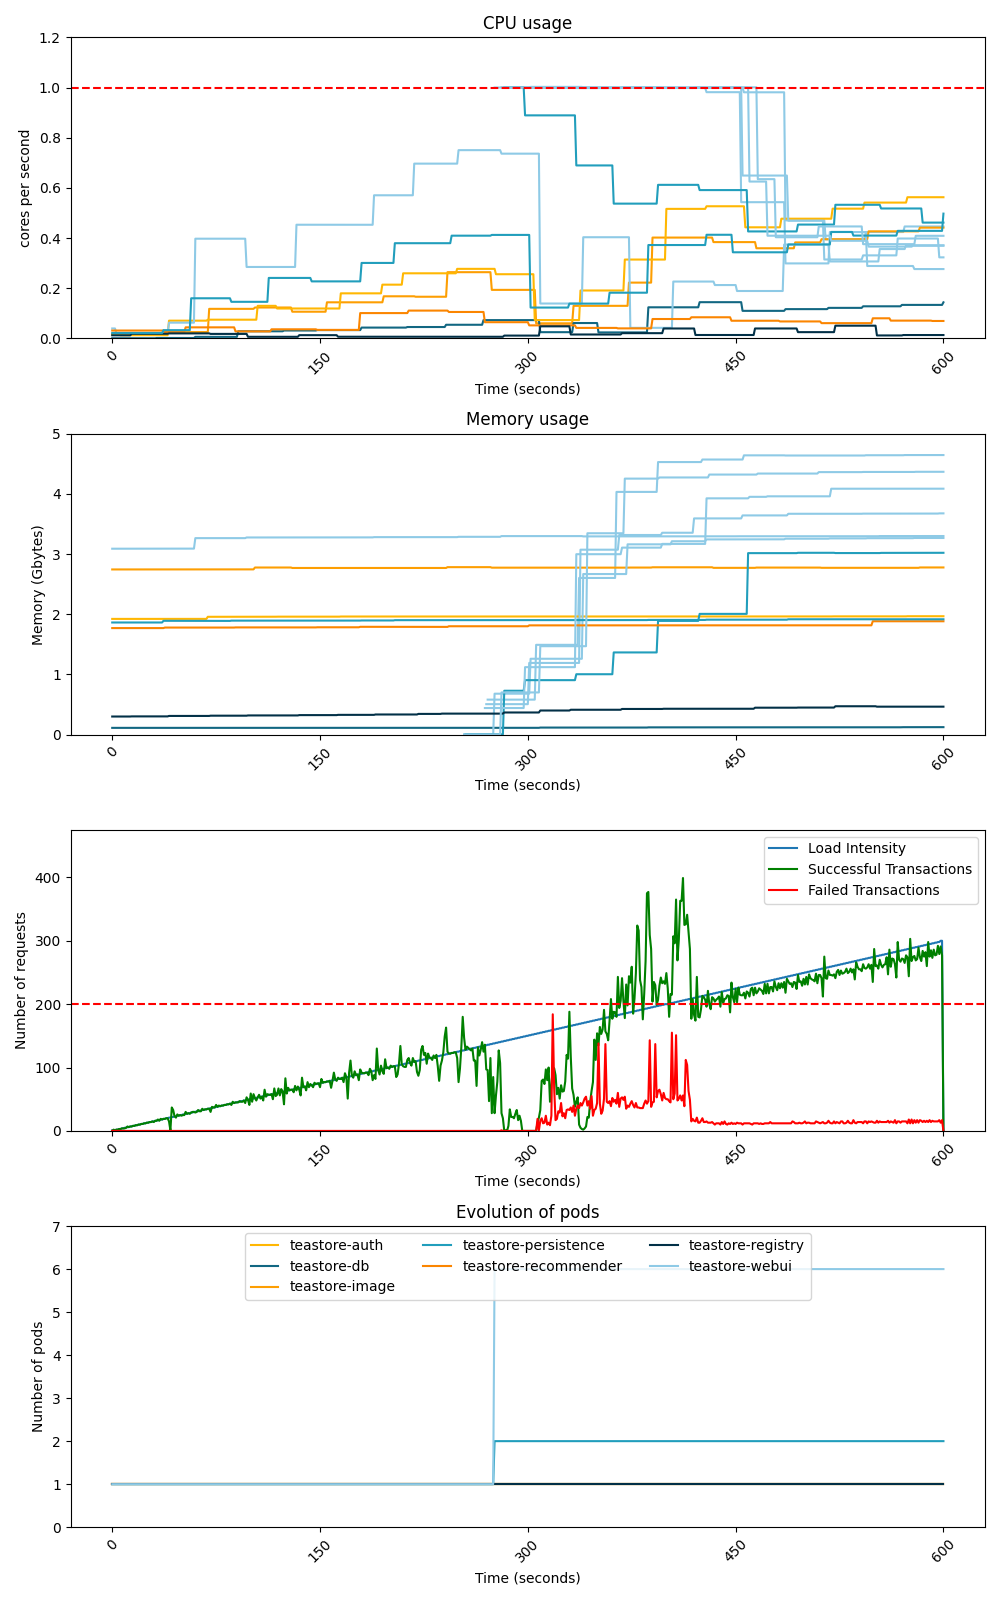 CPU usage
1.2
1.0
0.8
0.6
0.4
0.2
0.0
cores per second
0 150 300 450 600
Time (seconds)
Memory usage
5
4
3
2
1
0
Memory (Gbytes)
0 150 300 450 600
Time (seconds)
Load Intensity
Successful Transactions
Failed Transactions
400
300
200
100
0
Number of requests
0 150 300 450 600
Time (seconds)
Evolution of pods
teastore-auth teastore-persistence teastore-registry
teastore-db teastore-recommender teastore-webui
teastore-image
7
6
5
4
3
2
1
0
Number of pods
0 150 300 450 600
Time (seconds)